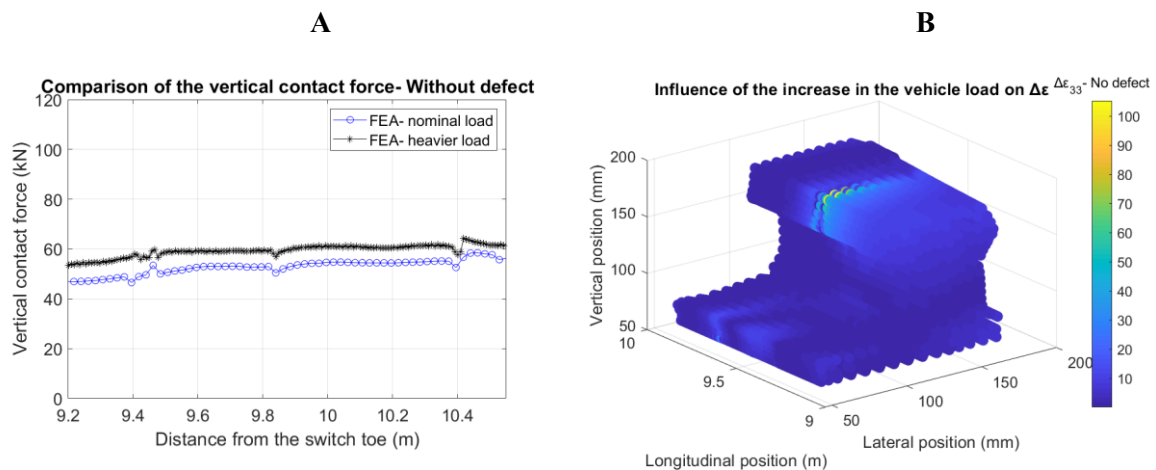 A
B
Comparison of the vertical contact force- Without defect
120
100
80
60
40
20
0
Vertical contact force (kN)
FEA- nominal load
FEA- heavier load
9.2 9.4 9.6 9.8 10 10.2 10.4
Distance from the switch toe (m)
Influence of the increase in the vehicle load on Δε
Δε₃₃- No defect
200
150
100
50
Vertical position (mm)
10
9.5
9
Longitudinal position (m)
50
100
150
200
Lateral position (mm)
100
90
80
70
60
50
40
30
20
10